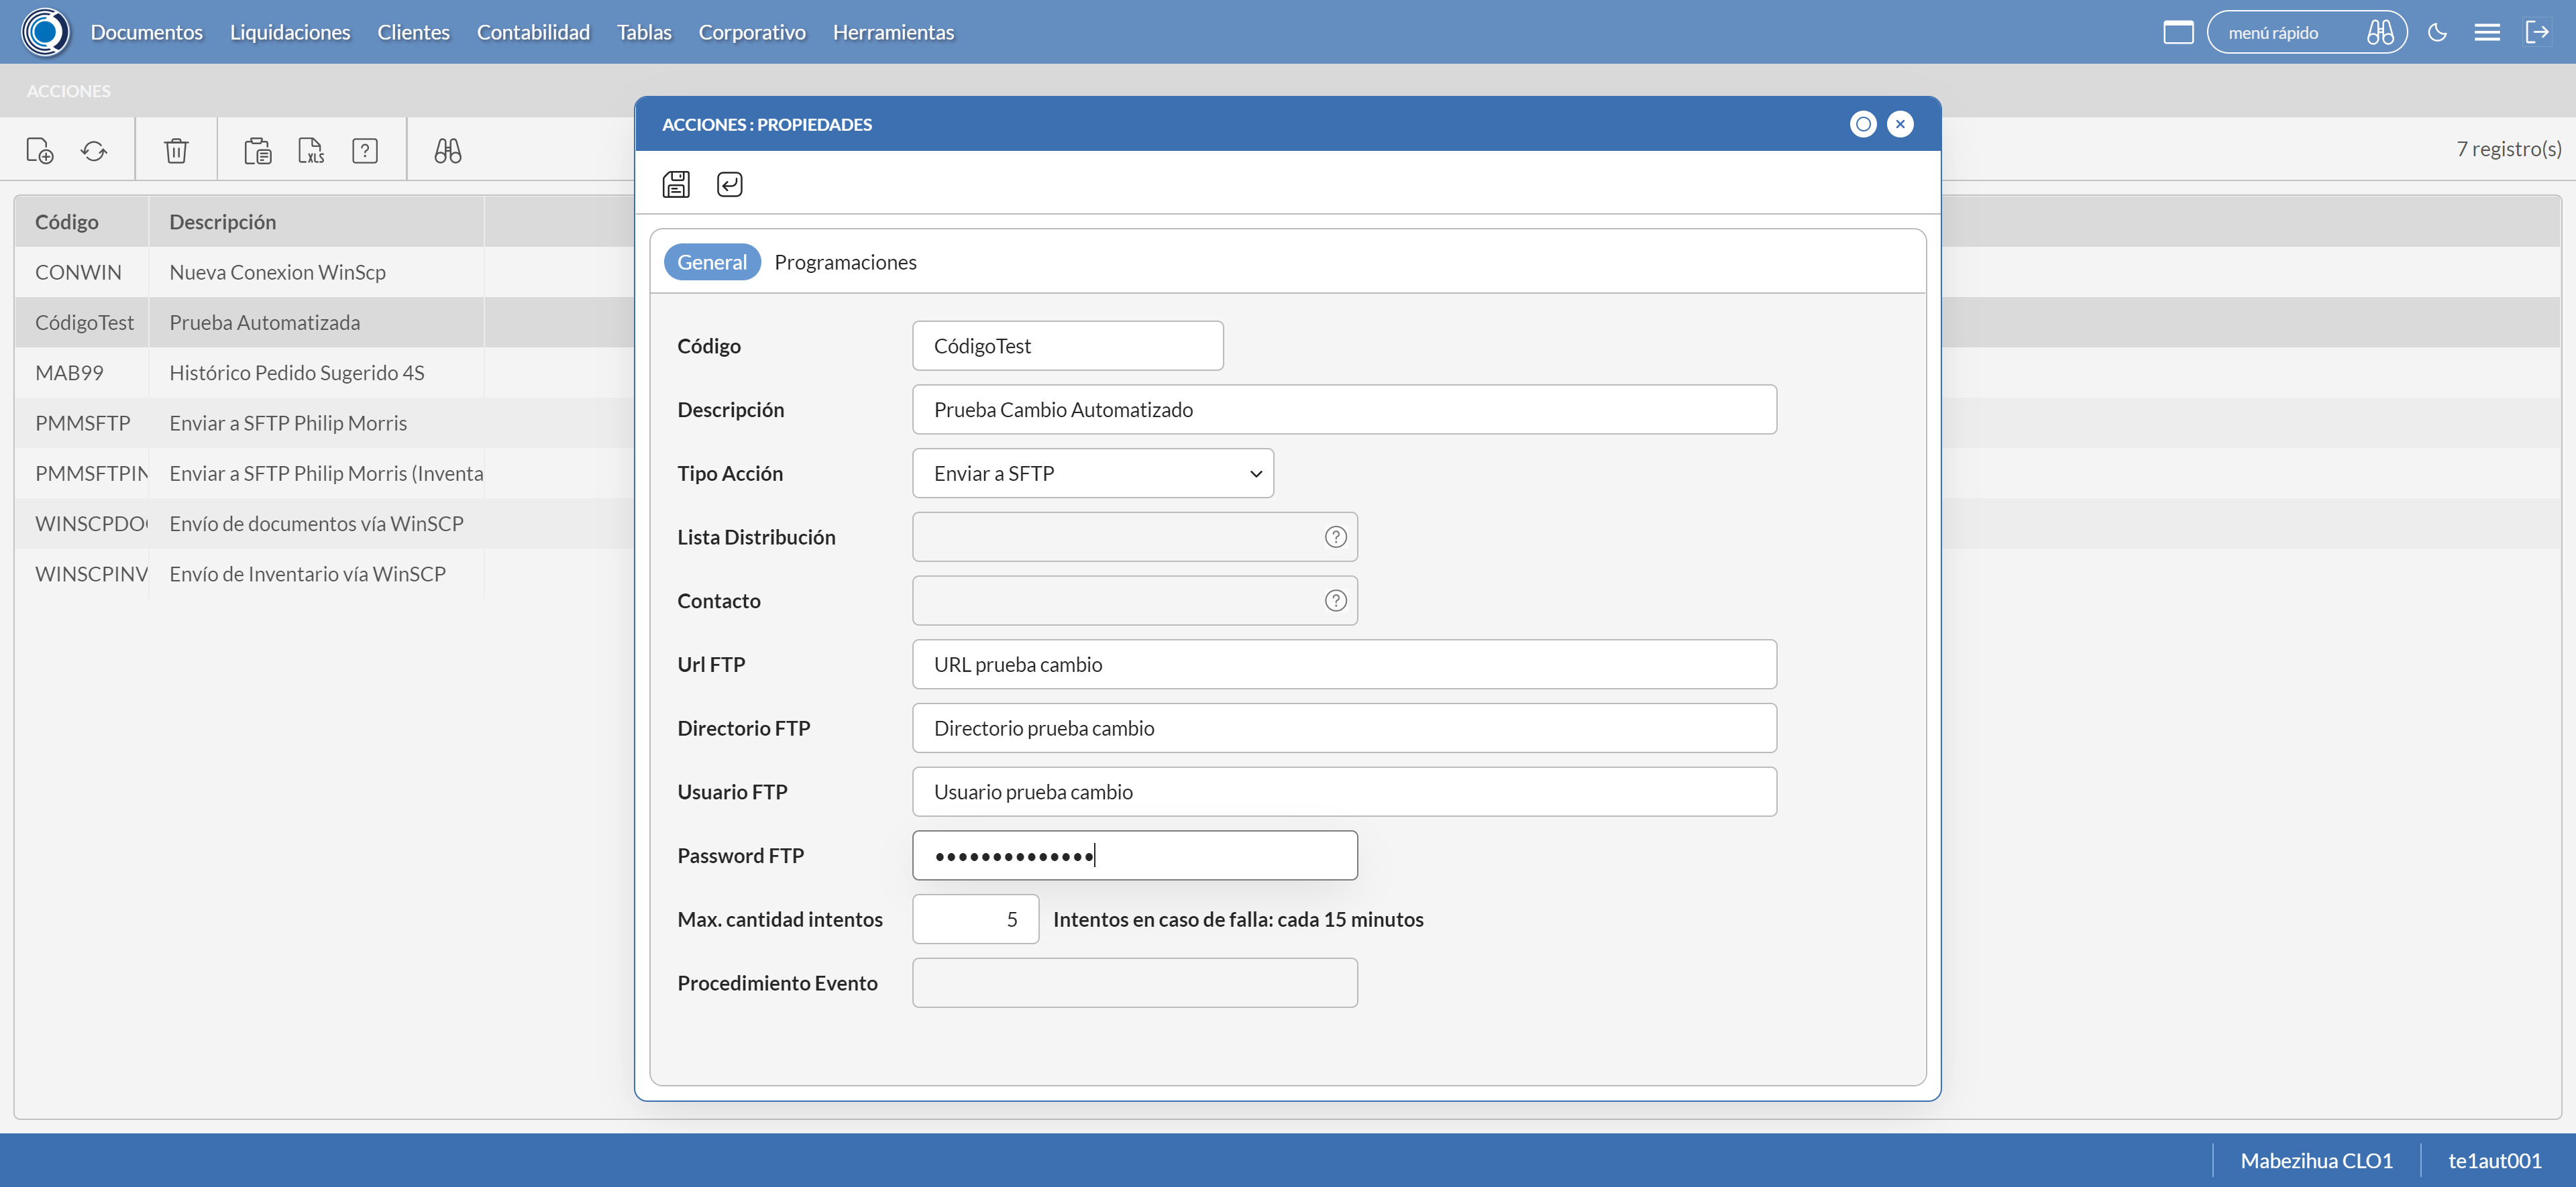 Documentos Liquidaciones Clientes Contabilidad Tablas Corporativo Herramientas menú rápido
ACCIONES
XLS ? 7 registro(s)
Código Descripción
CONWIN Nueva Conexion WinScp
CódigoTest Prueba Automatizada
MAB99 Histórico Pedido Sugerido 4S
PMMSFTP Enviar a SFTP Philip Morris
PMMSFTPIN Enviar a SFTP Philip Morris (Inventa
WINSCPDO Envío de documentos vía WinSCP
WINSCPINV Envío de Inventario vía WinSCP
ACCIONES : PROPIEDADES
General Programaciones
Código CódigoTest
Descripción Prueba Cambio Automatizado
Tipo Acción Enviar a SFTP
Lista Distribución ?
Contacto ?
Url FTP URL prueba cambio
Directorio FTP Directorio prueba cambio
Usuario FTP Usuario prueba cambio
Password FTP ••••••••••••••
Max. cantidad intentos 5 Intentos en caso de falla: cada 15 minutos
Procedimiento Evento
Mabezihua CLO1 te1aut001